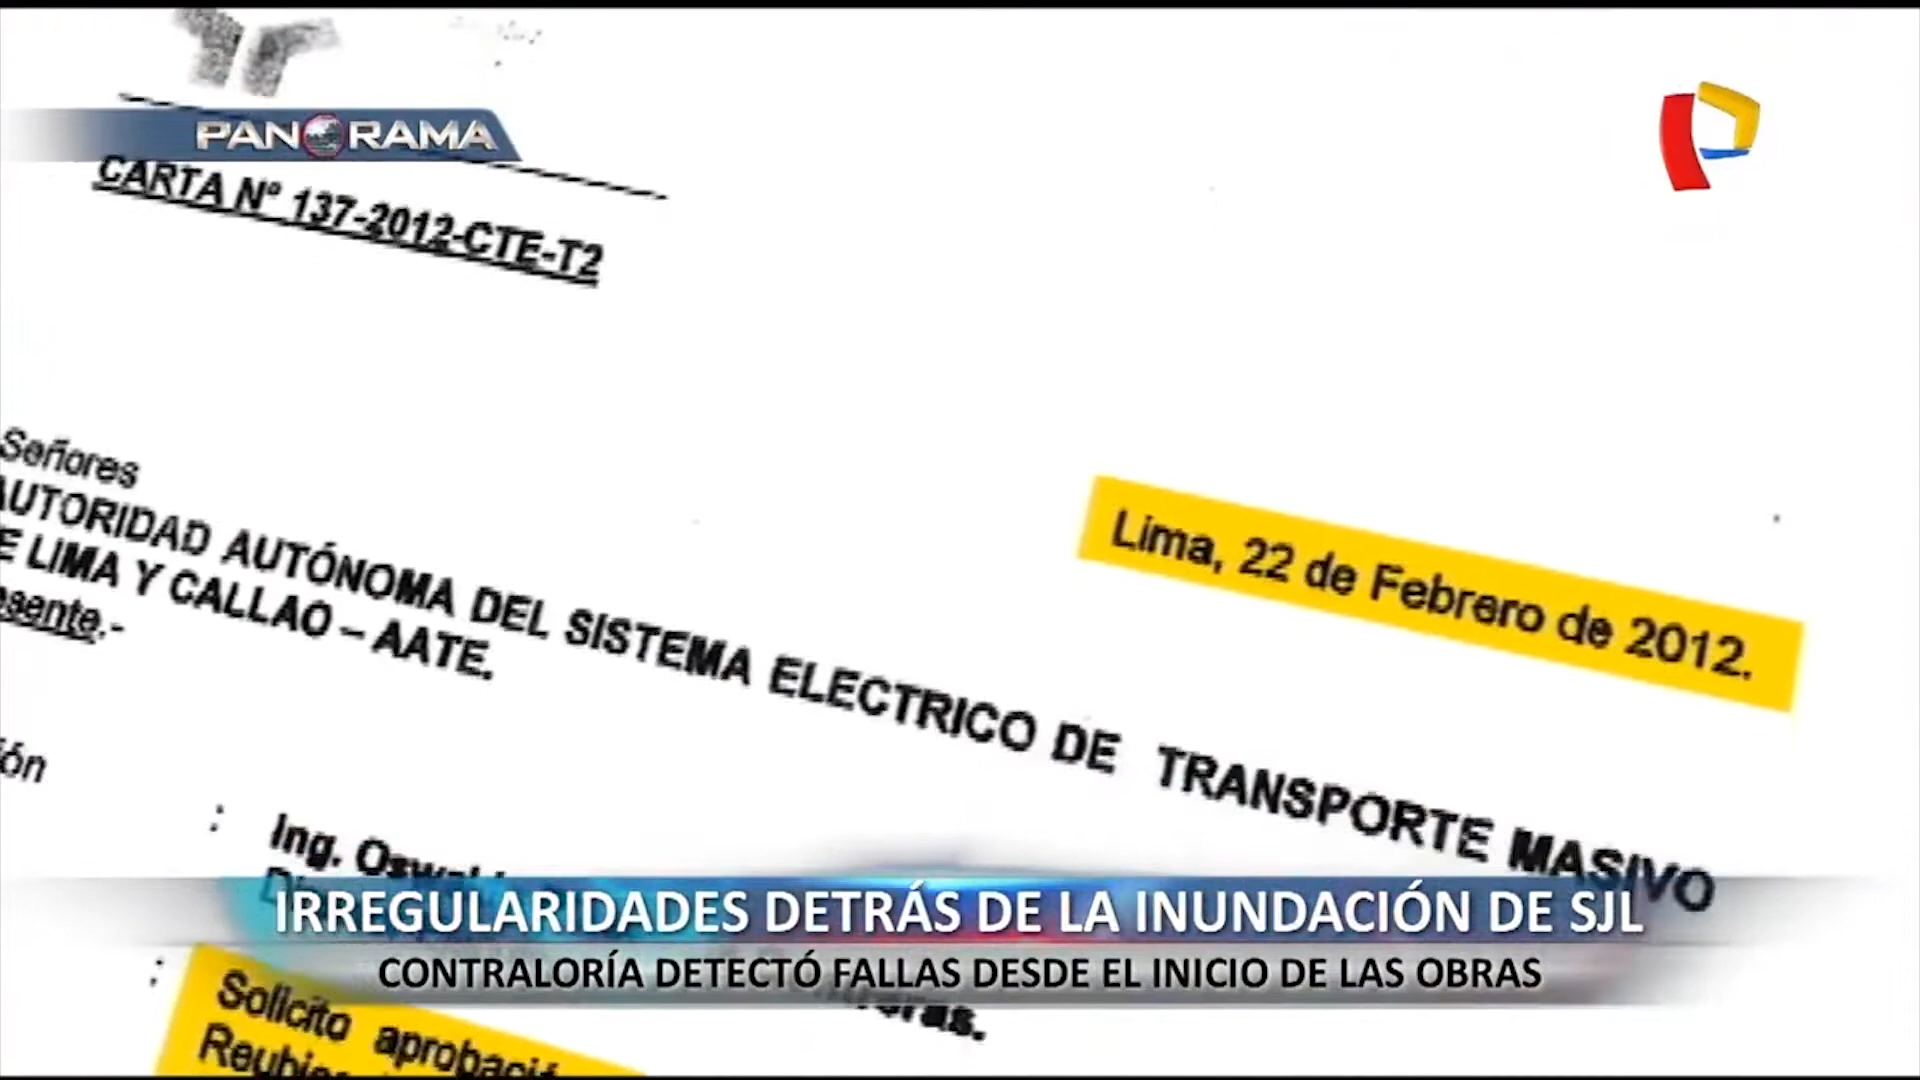 PANORAMA
CARTA Nº 137-2012-CTE-T2
Lima, 22 de Febrero de 2012.
Señores
AUTORIDAD AUTÓNOMA DEL SISTEMA ELECTRICO DE TRANSPORTE MASIVO
E LIMA Y CALLAO – AATE.
Ing.
IRREGULARIDADES DETRÁS DE LA INUNDACIÓN DE SJL
CONTRALORÍA DETECTÓ FALLAS DESDE EL INICIO DE LAS OBRAS
Solicito